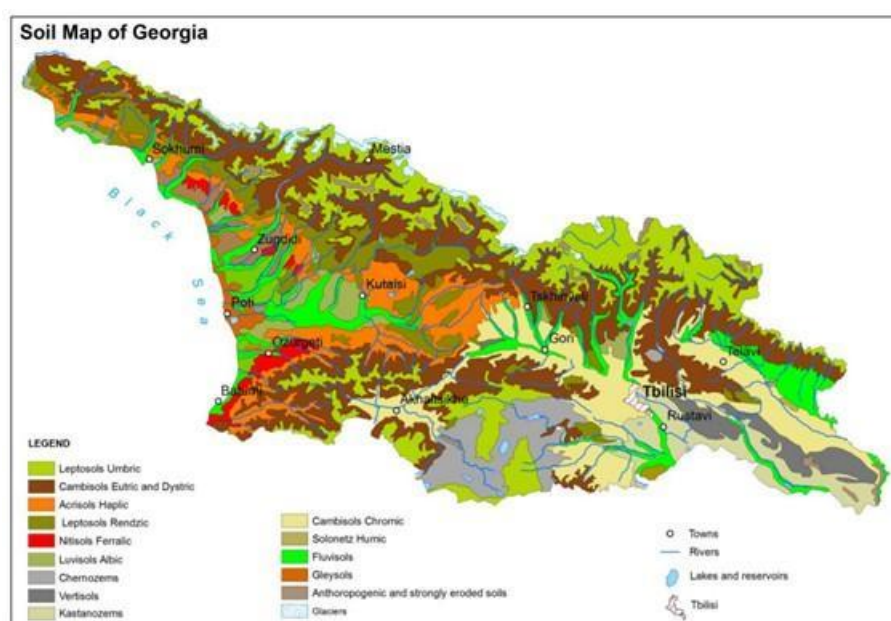 Soil Map of Georgia
Sokhumi
Mestia
Black Sea
Zugdidi
Kutaisi
Poti
Tskhinvali
Ozurgeti
Gori
Telavi
Batumi
Akhaltsikhe
Tbilisi
Rustavi
LEGEND
Leptosols Umbric
Cambisols Eutric and Dystric
Acrisols Haplic
Leptosols Rendzic
Nitisols Ferralic
Luvisols Albic
Chernozems
Vertisols
Kastanozems
Cambisols Chromic
Solonetz Humic
Fluvisols
Gleysols
Anthoropogenic and strongly eroded soils
Glaciers
Towns
Rivers
Lakes and reservoirs
Tbilisi